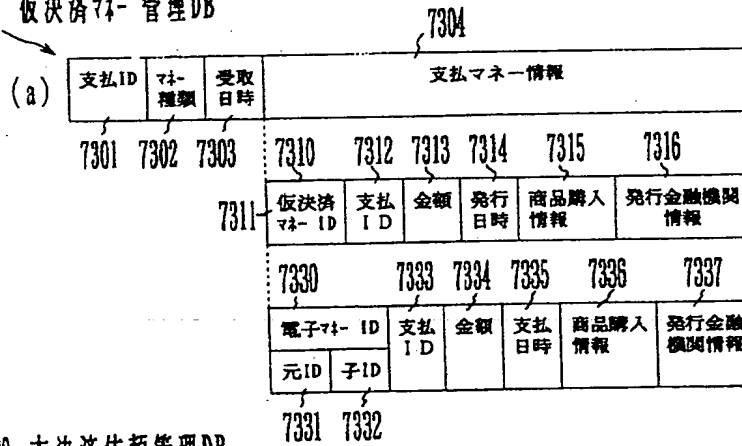 仮決済マネー管理DB
7304
(a)
支払ID マネー種類 受取日時 支払マネー情報
7301 7302 7303 7310 7312 7313 7314 7315 7316
7311 仮決済マネーID 支払ID 金額 発行日時 商品購入情報 発行金融機関情報
7330 7333 7334 7335 7336 7337
電子マネーID 支払ID 金額 支払日時 商品購入情報 発行金融機関情報
元ID 子ID
7331 7332